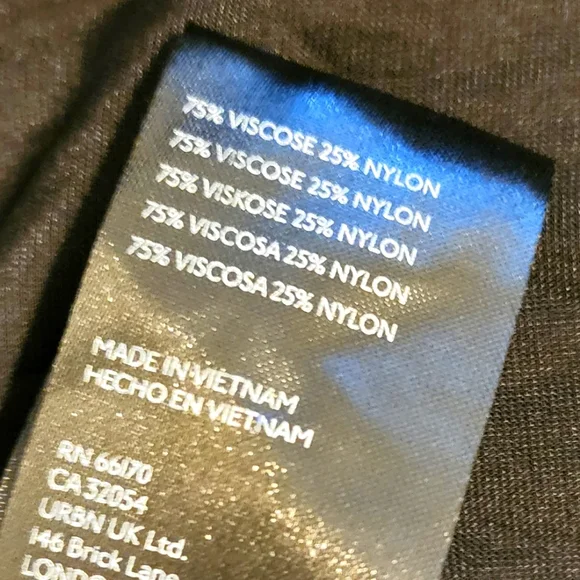 75% VISCOSE 25% NYLON
75% VISCOSE 25% NYLON
75% VISKOSE 25% NYLON
75% VISCOSA 25% NYLON
75% VISCOSA 25% NYLON
MADE IN VIETNAM
HECHO EN VIETNAM
RN 66170
CA 32054
URBN UK Ltd.
146 Brick Lane
LONDON